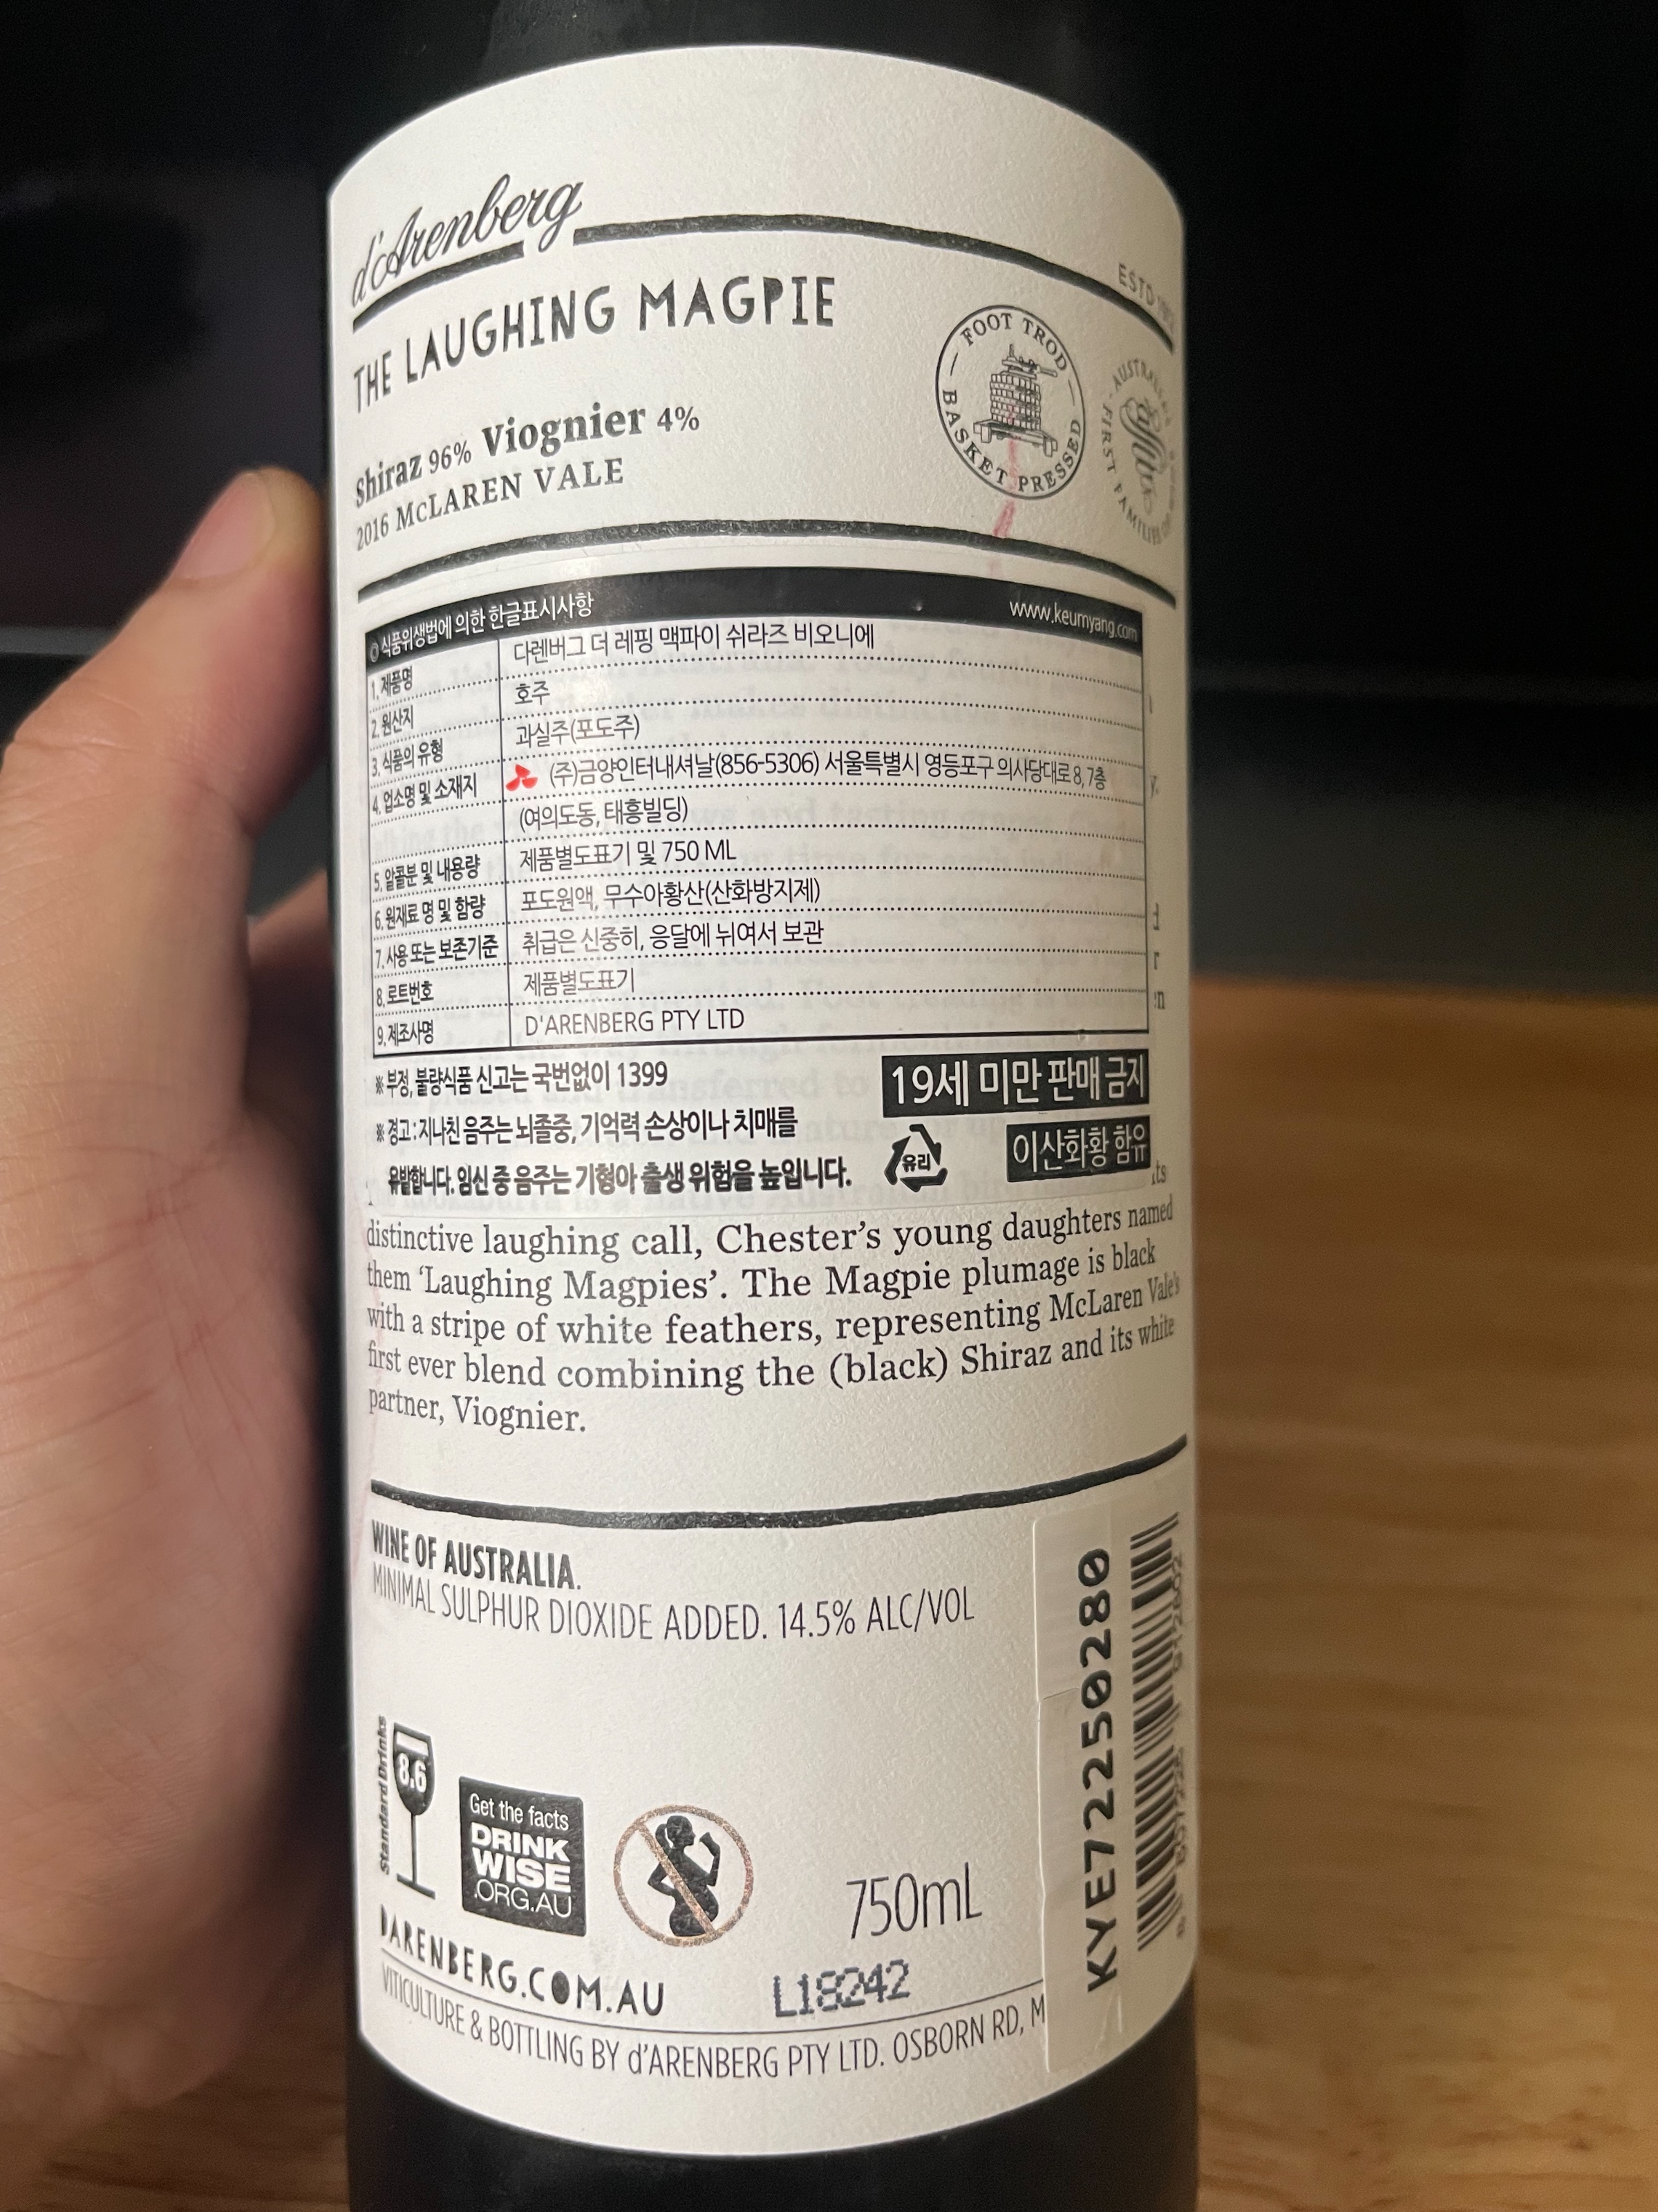 d'Arenberg
ESTD
THE LAUGHING MAGPIE
FOOT TROD
BASKET PRESSED
FIRST FAMILIES
shiraz 96% Viognier 4%
2016 McLAREN VALE
식품위생법에 의한 한글표시사항 www.keumyang.com
1. 제품명 다렌버그 더 레핑 맥파이 쉬라즈 비오니에
2. 원산지 호주
3. 식품의 유형 과실주(포도주)
4. 업소명 및 소재지 (주)금양인터내셔날(856-5306) 서울특별시 영등포구 의사당대로 8, 7층
(여의도동, 태흥빌딩)
5. 알콜분 및 내용량 제품별도표기 및 750 ML
6. 원재료 명 및 함량 포도원액, 무수아황산(산화방지제)
7. 사용 또는 보존기준 취급은 신중히, 응달에 뉘여서 보관
8. 로트번호 제품별도표기
9. 제조사명 D'ARENBERG PTY LTD
※ 부정, 불량식품 신고는 국번없이 1399
19세 미만 판매 금지
※ 경고 : 지나친 음주는 뇌졸중, 기억력 손상이나 치매를
유발합니다. 임신 중 음주는 기형아 출생 위험을 높입니다.
유리
이산화황 함유
its
distinctive laughing call, Chester's young daughters named
them 'Laughing Magpies'. The Magpie plumage is black
with a stripe of white feathers, representing McLaren Vale's
first ever blend combining the (black) Shiraz and its white
partner, Viognier.
WINE OF AUSTRALIA.
MINIMAL SULPHUR DIOXIDE ADDED. 14.5% ALC/VOL
KYE72250280
Standard Drinks
8.6
Get the facts
DRINK
WISE
.ORG.AU
750mL
DARENBERG.COM.AU
L18242
VITICULTURE & BOTTLING BY d'ARENBERG PTY LTD. OSBORN RD, M